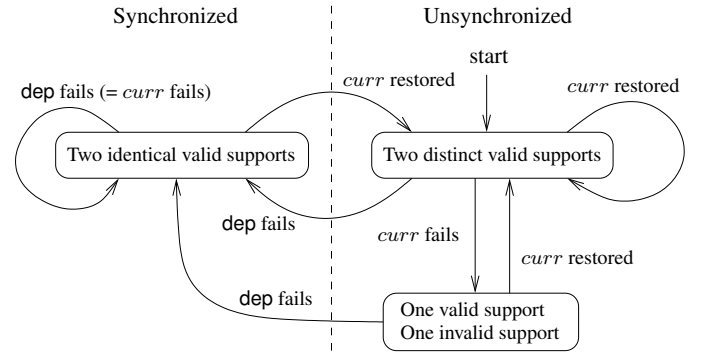 Synchronized
Unsynchronized
start
dep fails (= curr fails)
curr restored
curr restored
Two identical valid supports
Two distinct valid supports
dep fails
curr fails
curr restored
dep fails
One valid support
One invalid support